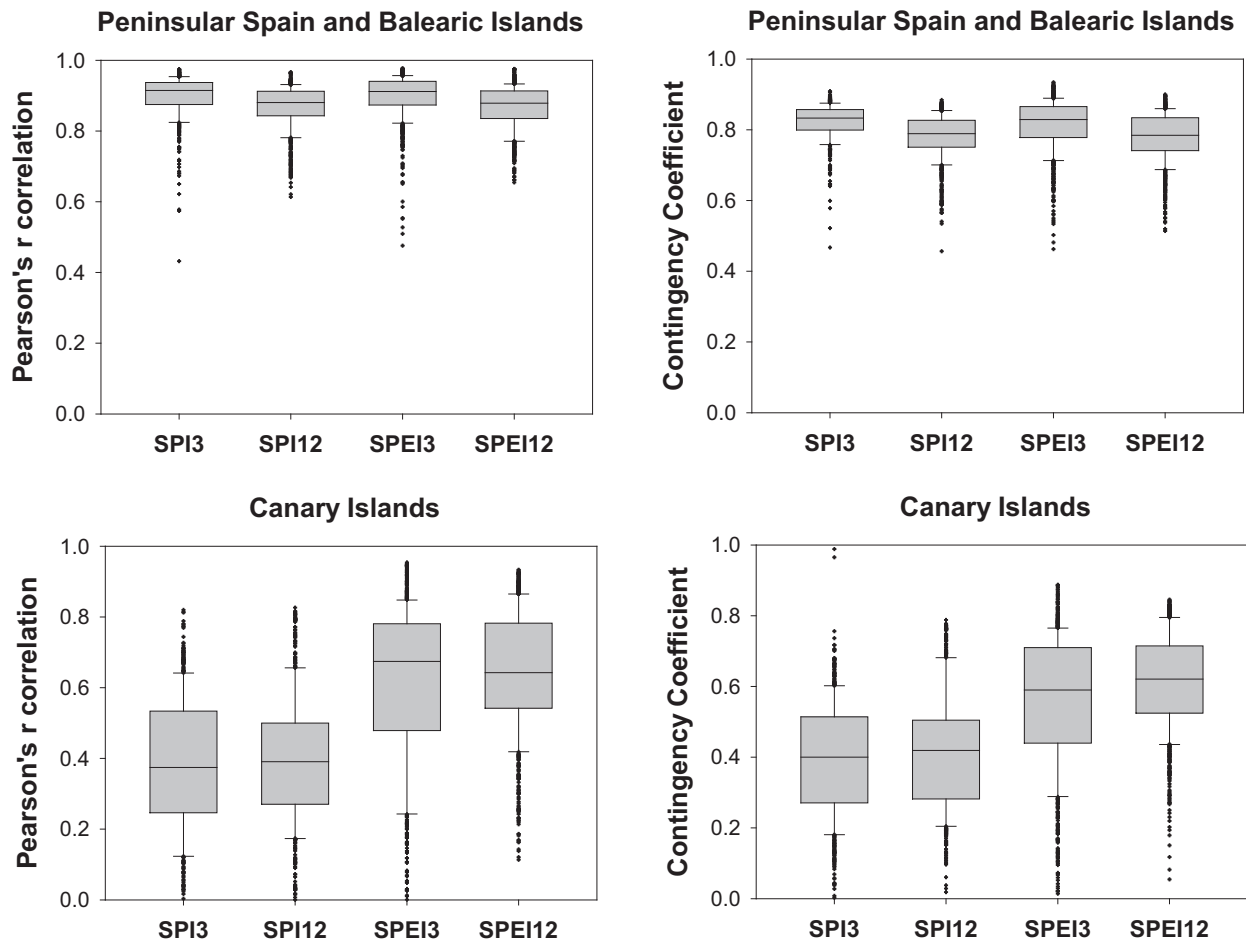 Peninsular Spain and Balearic Islands
Pearson's r correlation
1.0
0.8
0.6
0.4
0.2
0.0
SPI3 SPI12 SPEI3 SPEI12
Peninsular Spain and Balearic Islands
Contingency Coefficient
1.0
0.8
0.6
0.4
0.2
0.0
SPI3 SPI12 SPEI3 SPEI12
Canary Islands
Pearson's r correlation
1.0
0.8
0.6
0.4
0.2
0.0
SPI3 SPI12 SPEI3 SPEI12
Canary Islands
Contingency Coefficient
1.0
0.8
0.6
0.4
0.2
0.0
SPI3 SPI12 SPEI3 SPEI12